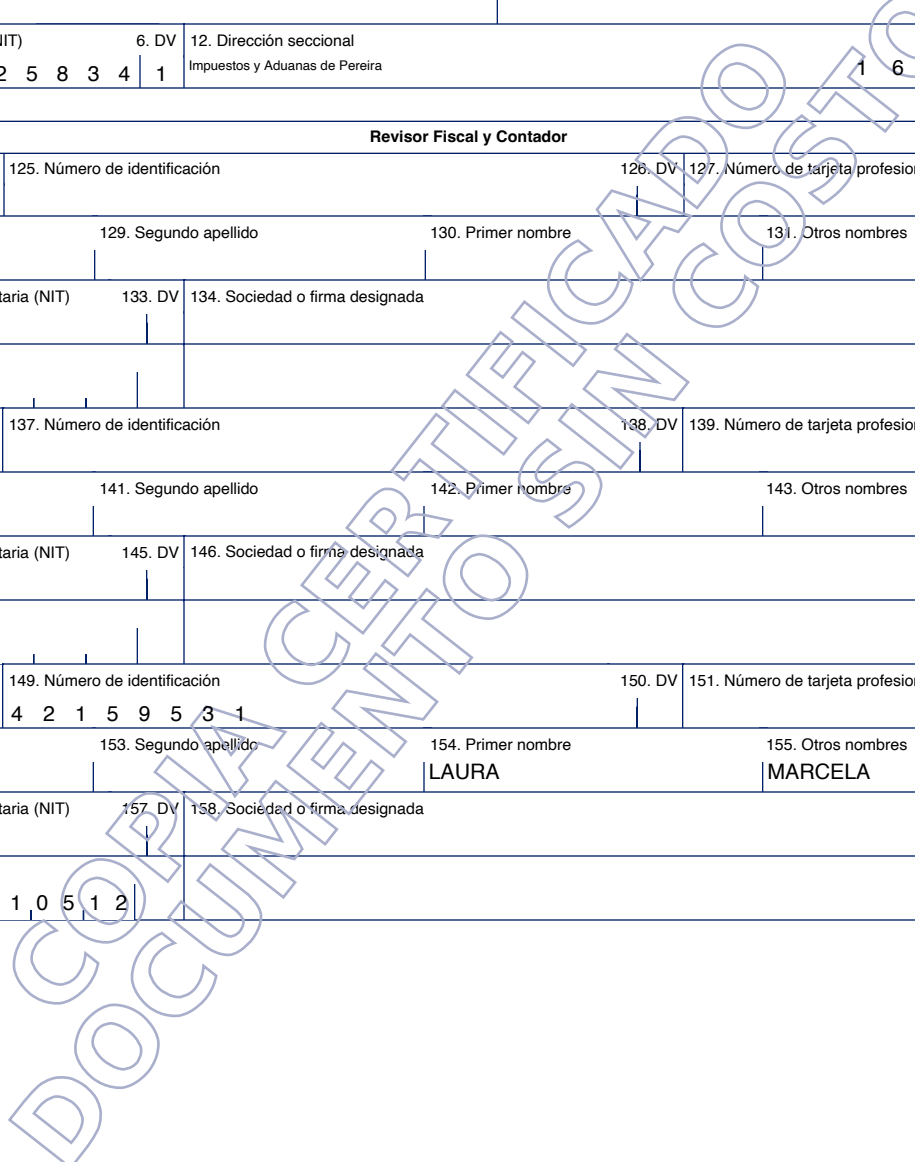 NIT) 6. DV 12. Dirección seccional
2 5 8 3 4 1 Impuestos y Aduanas de Pereira 1 6
Revisor Fiscal y Contador
125. Número de identificación 126. DV 127. Número de tarjeta profesion
129. Segundo apellido 130. Primer nombre 131. Otros nombres
taria (NIT) 133. DV 134. Sociedad o firma designada
137. Número de identificación 138. DV 139. Número de tarjeta profesion
141. Segundo apellido 142. Primer nombre 143. Otros nombres
taria (NIT) 145. DV 146. Sociedad o firma designada
149. Número de identificación 150. DV 151. Número de tarjeta profesion
4 2 1 5 9 5 3 1
153. Segundo apellido 154. Primer nombre 155. Otros nombres
LAURA MARCELA
taria (NIT) 157. DV 158. Sociedad o firma designada
1 0 5 1 2
COPIA CERTIFICADO
DOCUMENTO SIN COSTO